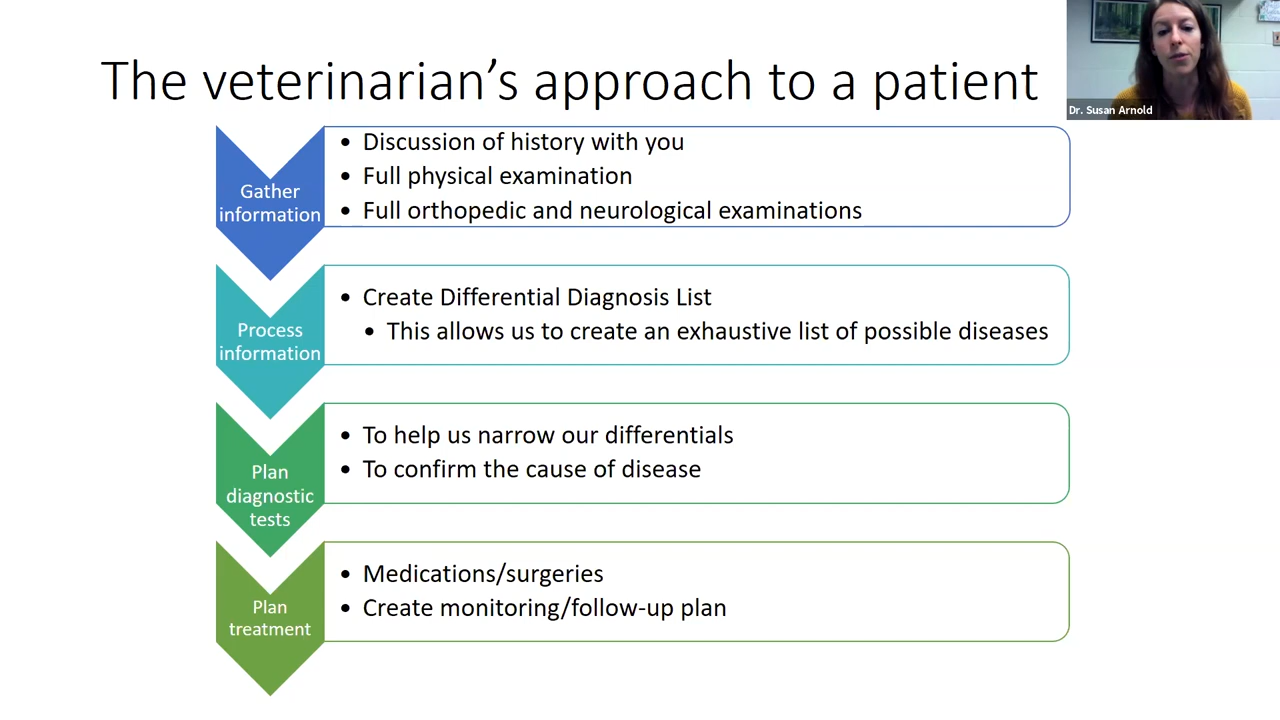 The veterinarian’s approach to a patient
Dr. Susan Arnold
Gather
information
• Discussion of history with you
• Full physical examination
• Full orthopedic and neurological examinations
Process
information
• Create Differential Diagnosis List
• This allows us to create an exhaustive list of possible diseases
Plan
diagnostic
tests
• To help us narrow our differentials
• To confirm the cause of disease
Plan
treatment
• Medications/surgeries
• Create monitoring/follow-up plan